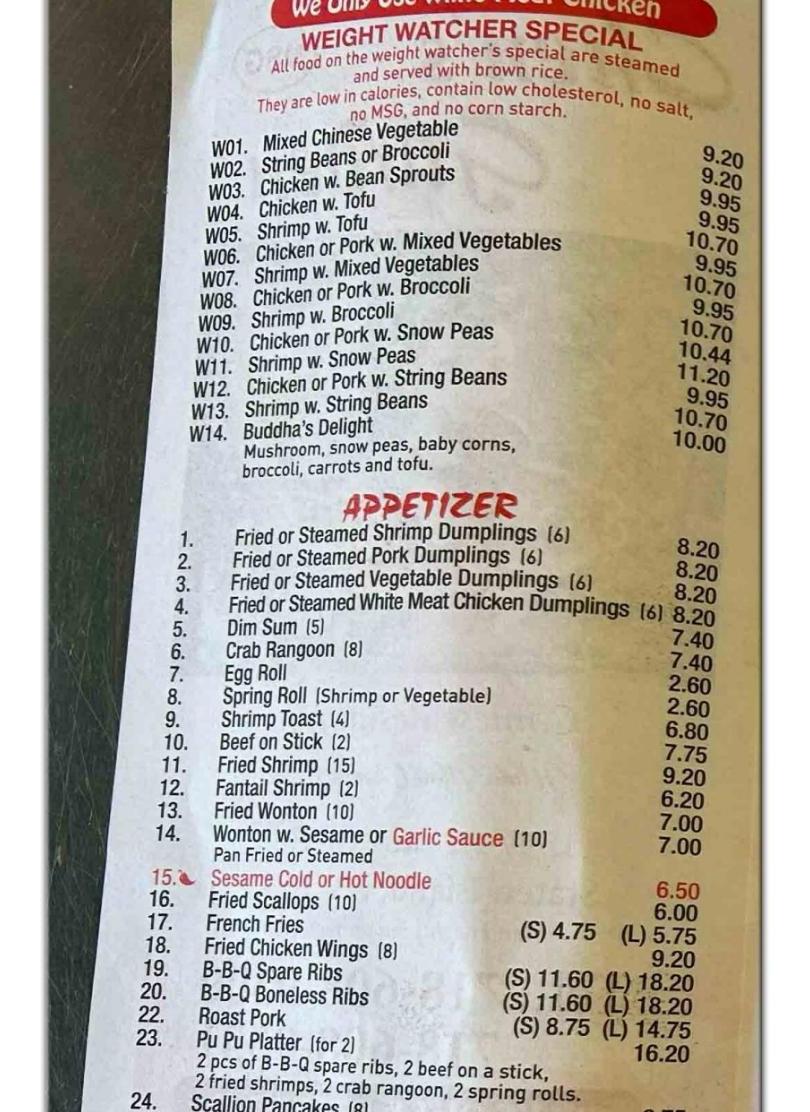 We Only Use White Meat Chicken
WEIGHT WATCHER SPECIAL
All food on the weight watcher's special are steamed
and served with brown rice.
They are low in calories, contain low cholesterol, no salt,
no MSG, and no corn starch.
W01. Mixed Chinese Vegetable 9.20
W02. String Beans or Broccoli 9.20
W03. Chicken w. Bean Sprouts 9.95
W04. Chicken w. Tofu 9.95
W05. Shrimp w. Tofu 10.70
W06. Chicken or Pork w. Mixed Vegetables 9.95
W07. Shrimp w. Mixed Vegetables 10.70
W08. Chicken or Pork w. Broccoli 9.95
W09. Shrimp w. Broccoli 10.70
W10. Chicken or Pork w. Snow Peas 10.44
W11. Shrimp w. Snow Peas 11.20
W12. Chicken or Pork w. String Beans 9.95
W13. Shrimp w. String Beans 10.70
W14. Buddha's Delight 10.00
Mushroom, snow peas, baby corns,
broccoli, carrots and tofu.
APPETIZER
1. Fried or Steamed Shrimp Dumplings (6) 8.20
2. Fried or Steamed Pork Dumplings (6) 8.20
3. Fried or Steamed Vegetable Dumplings (6) 8.20
4. Fried or Steamed White Meat Chicken Dumplings (6) 8.20
5. Dim Sum (5) 7.40
6. Crab Rangoon (8) 7.40
7. Egg Roll 2.60
8. Spring Roll (Shrimp or Vegetable) 2.60
9. Shrimp Toast (4) 6.80
10. Beef on Stick (2) 7.75
11. Fried Shrimp (15) 9.20
12. Fantail Shrimp (2) 6.20
13. Fried Wonton (10) 7.00
14. Wonton w. Sesame or Garlic Sauce (10) 7.00
Pan Fried or Steamed
15. Sesame Cold or Hot Noodle 6.50
16. Fried Scallops (10) 6.00
17. French Fries (S) 4.75 (L) 5.75
18. Fried Chicken Wings (8) 9.20
19. B-B-Q Spare Ribs (S) 11.60 (L) 18.20
20. B-B-Q Boneless Ribs (S) 11.60 (L) 18.20
22. Roast Pork (S) 8.75 (L) 14.75
23. Pu Pu Platter (for 2) 16.20
2 pcs of B-B-Q spare ribs, 2 beef on a stick,
2 fried shrimps, 2 crab rangoon, 2 spring rolls.
24. Scallion Pancakes (8)